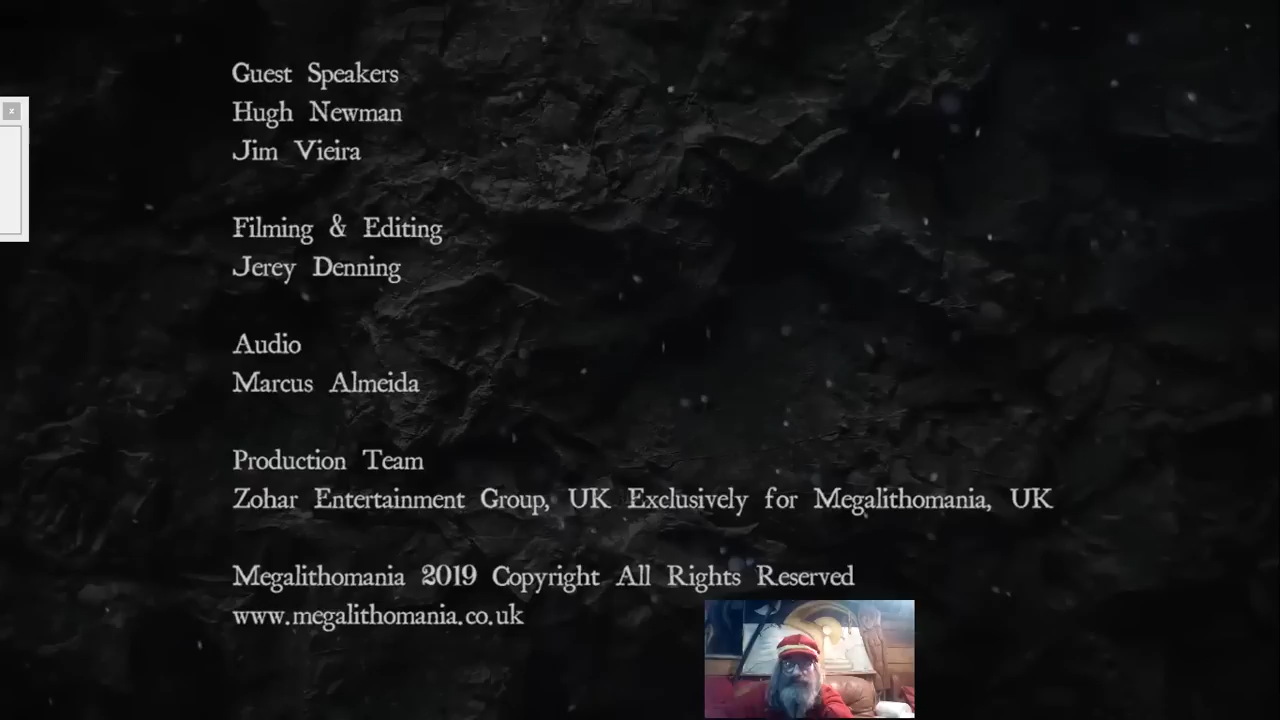 Guest Speakers
Hugh Newman
Jim Vieira
Filming & Editing
Jerey Denning
Audio
Marcus Almeida
Production Team
Zohar Entertainment Group, UK Exclusively for Megalithomania, UK
Megalithomania 2019 Copyright All Rights Reserved
www.megalithomania.co.uk